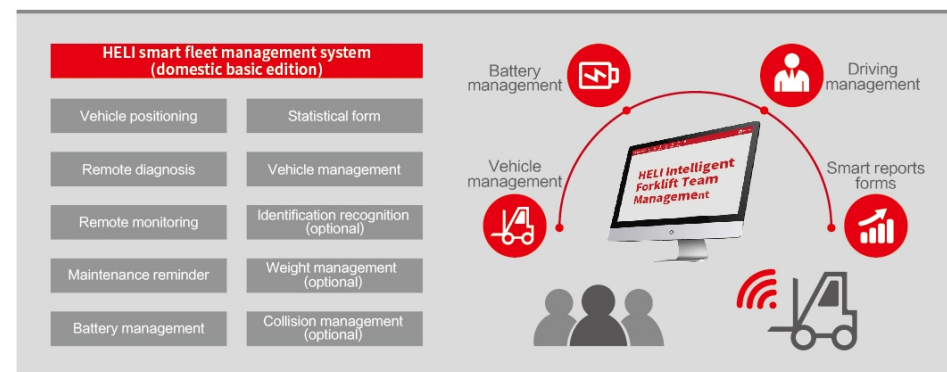 HELI smart fleet management system
(domestic basic edition)
Vehicle positioning
Statistical form
Remote diagnosis
Vehicle management
Remote monitoring
Identification recognition
(optional)
Maintenance reminder
Weight management
(optional)
Battery management
Collision management
(optional)
Battery
management
Driving
management
Vehicle
management
Smart reports
forms
HELI Intelligent
Forklift Team
Management